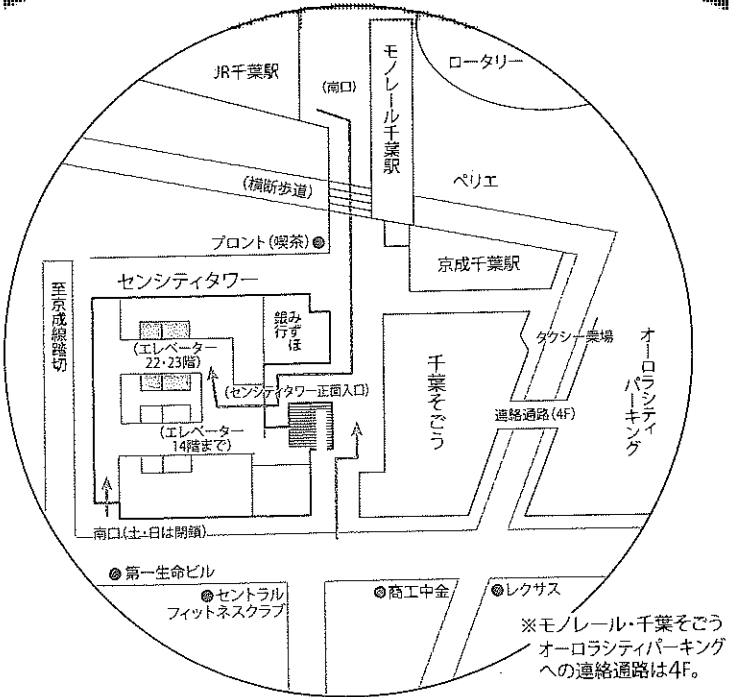 JR千葉駅
(南口)
モノレール千葉駅
ロータリー
(横断歩道)
ペリエ
プロント(喫茶)
京成千葉駅
センシティタワー
至京成線踏切
みずほ
銀行
(エレベーター
22・23階)
タクシー乗場
オーロラシティ
パーキング
千葉そごう
(センシティタワー正面入口)
連絡通路(4F)
(エレベーター
14階まで)
南口(土・日は閉鎖)
第一生命ビル
セントラル
フィットネスクラブ
商工中金
レクサス
※モノレール・千葉そごう
オーロラシティパーキング
への連絡通路は4F。